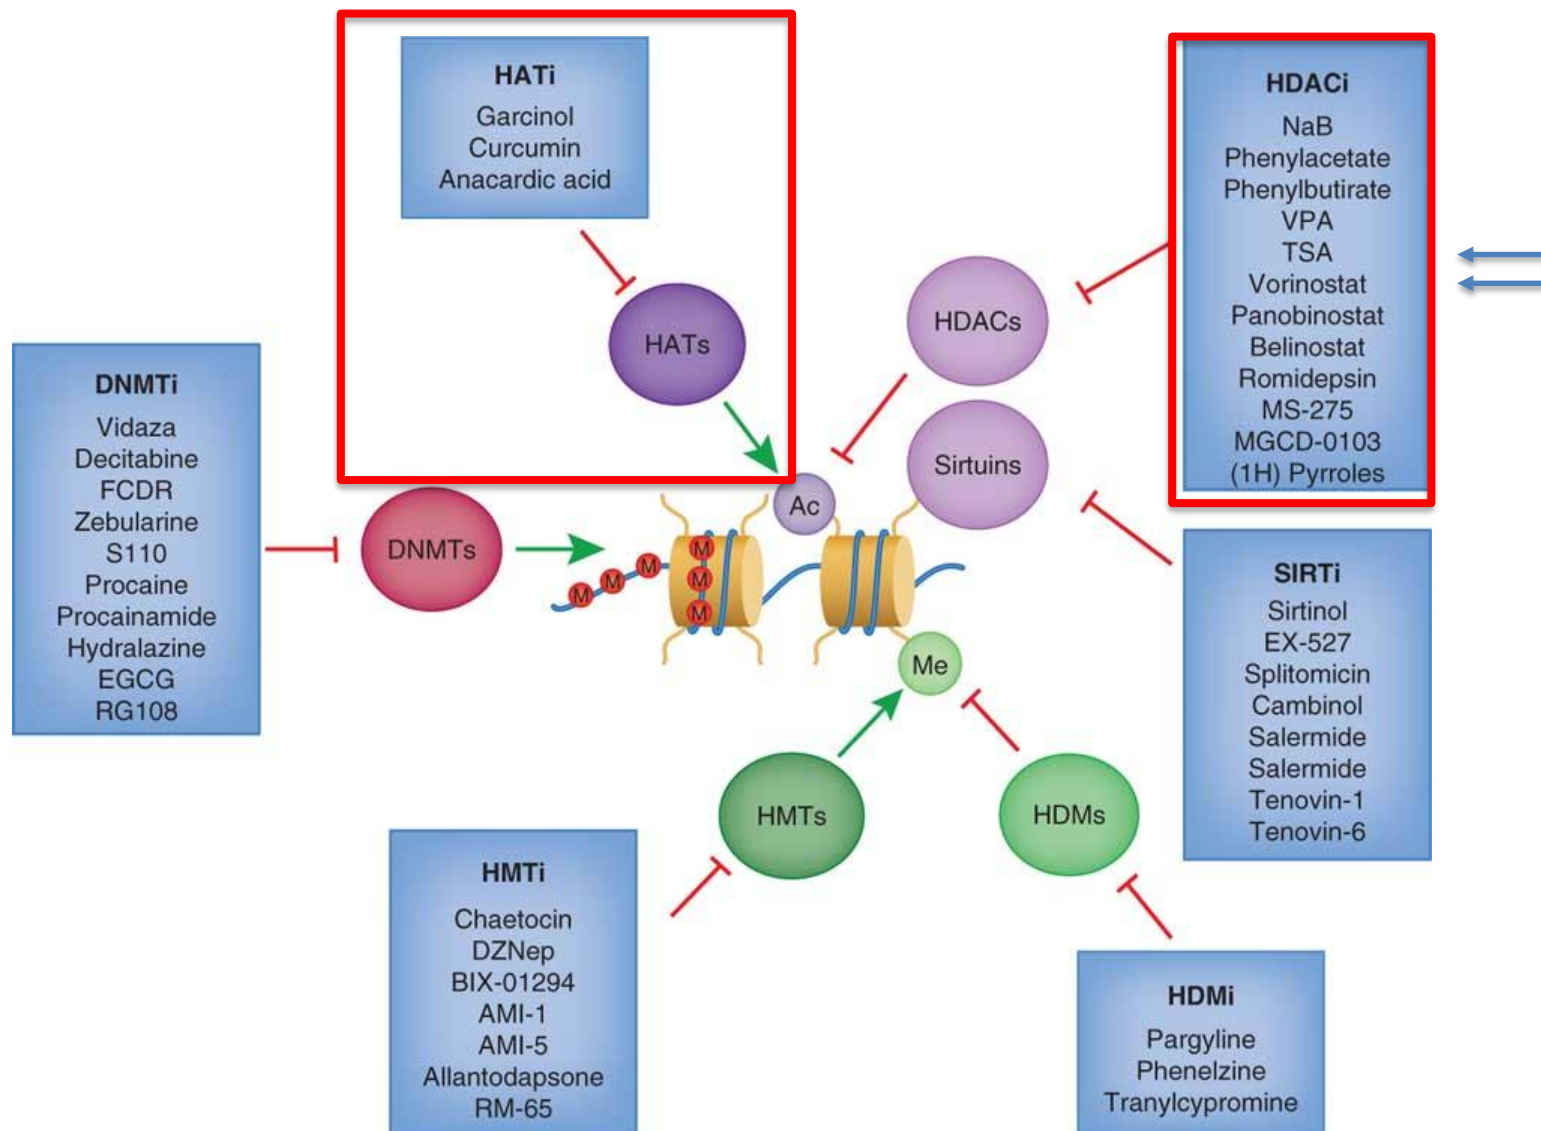 HATi
Garcinol
Curcumin
Anacardic acid
HDACi
NaB
Phenylacetate
Phenylbutirate
VPA
TSA
Vorinostat
Panobinostat
Belinostat
Romidepsin
MS-275
MGCD-0103
(1H) Pyrroles
HATs
HDACs
Sirtuins
DNMTi
Vidaza
Decitabine
FCDR
Zebularine
S110
Procaine
Procainamide
Hydralazine
EGCG
RG108
DNMTs
Ac
M
M
M
M
M
M
Me
SIRTi
Sirtinol
EX-527
Splitomicin
Cambinol
Salermide
Salermide
Tenovin-1
Tenovin-6
HMTs
HDMs
HMTi
Chaetocin
DZNep
BIX-01294
AMI-1
AMI-5
Allantodapsone
RM-65
HDMi
Pargyline
Phenelzine
Tranylcypromine